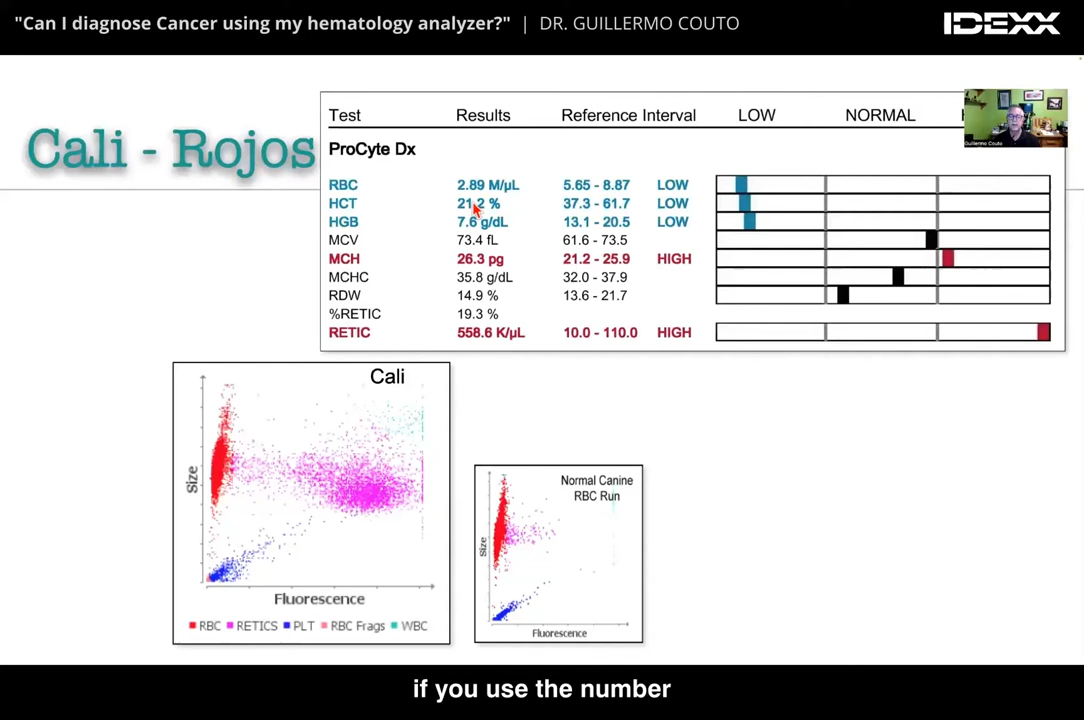 "Can I diagnose Cancer using my hematology analyzer?" | DR. GUILLERMO COUTO
IDEXX
Cali - Rojos
Test Results Reference Interval LOW NORMAL
ProCyte Dx
RBC 2.89 M/µL 5.65 - 8.87 LOW
HCT 21.2 % 37.3 - 61.7 LOW
HGB 7.6 g/dL 13.1 - 20.5 LOW
MCV 73.4 fL 61.6 - 73.5
MCH 26.3 pg 21.2 - 25.9 HIGH
MCHC 35.8 g/dL 32.0 - 37.9
RDW 14.9 % 13.6 - 21.7
%RETIC 19.3 %
RETIC 558.6 K/µL 10.0 - 110.0 HIGH
Guillermo Couto
Cali
Size
Fluorescence
RBC RETICS PLT RBC Frags WBC
Normal Canine
RBC Run
Size
Fluorescence
if you use the number